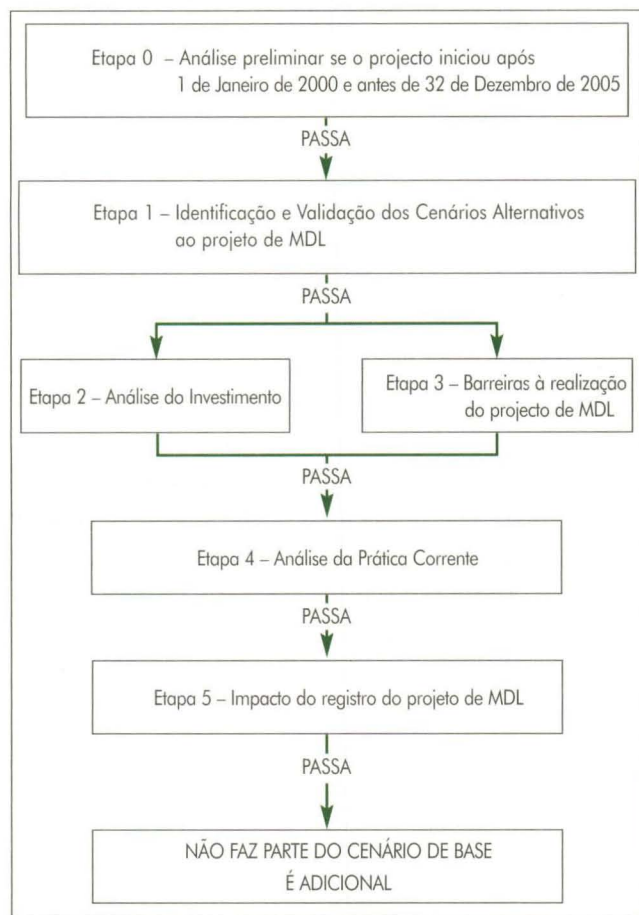 Etapa 0 – Análise preliminar se o projecto iniciou após
1 de Janeiro de 2000 e antes de 32 de Dezembro de 2005
PASSA
Etapa 1 – Identificação e Validação dos Cenários Alternativos
ao projeto de MDL
PASSA
Etapa 2 – Análise do Investimento
Etapa 3 – Barreiras à realização
do projecto de MDL
PASSA
Etapa 4 – Análise da Prática Corrente
PASSA
Etapa 5 – Impacto do registro do projeto de MDL
PASSA
NÃO FAZ PARTE DO CENÁRIO DE BASE
É ADICIONAL